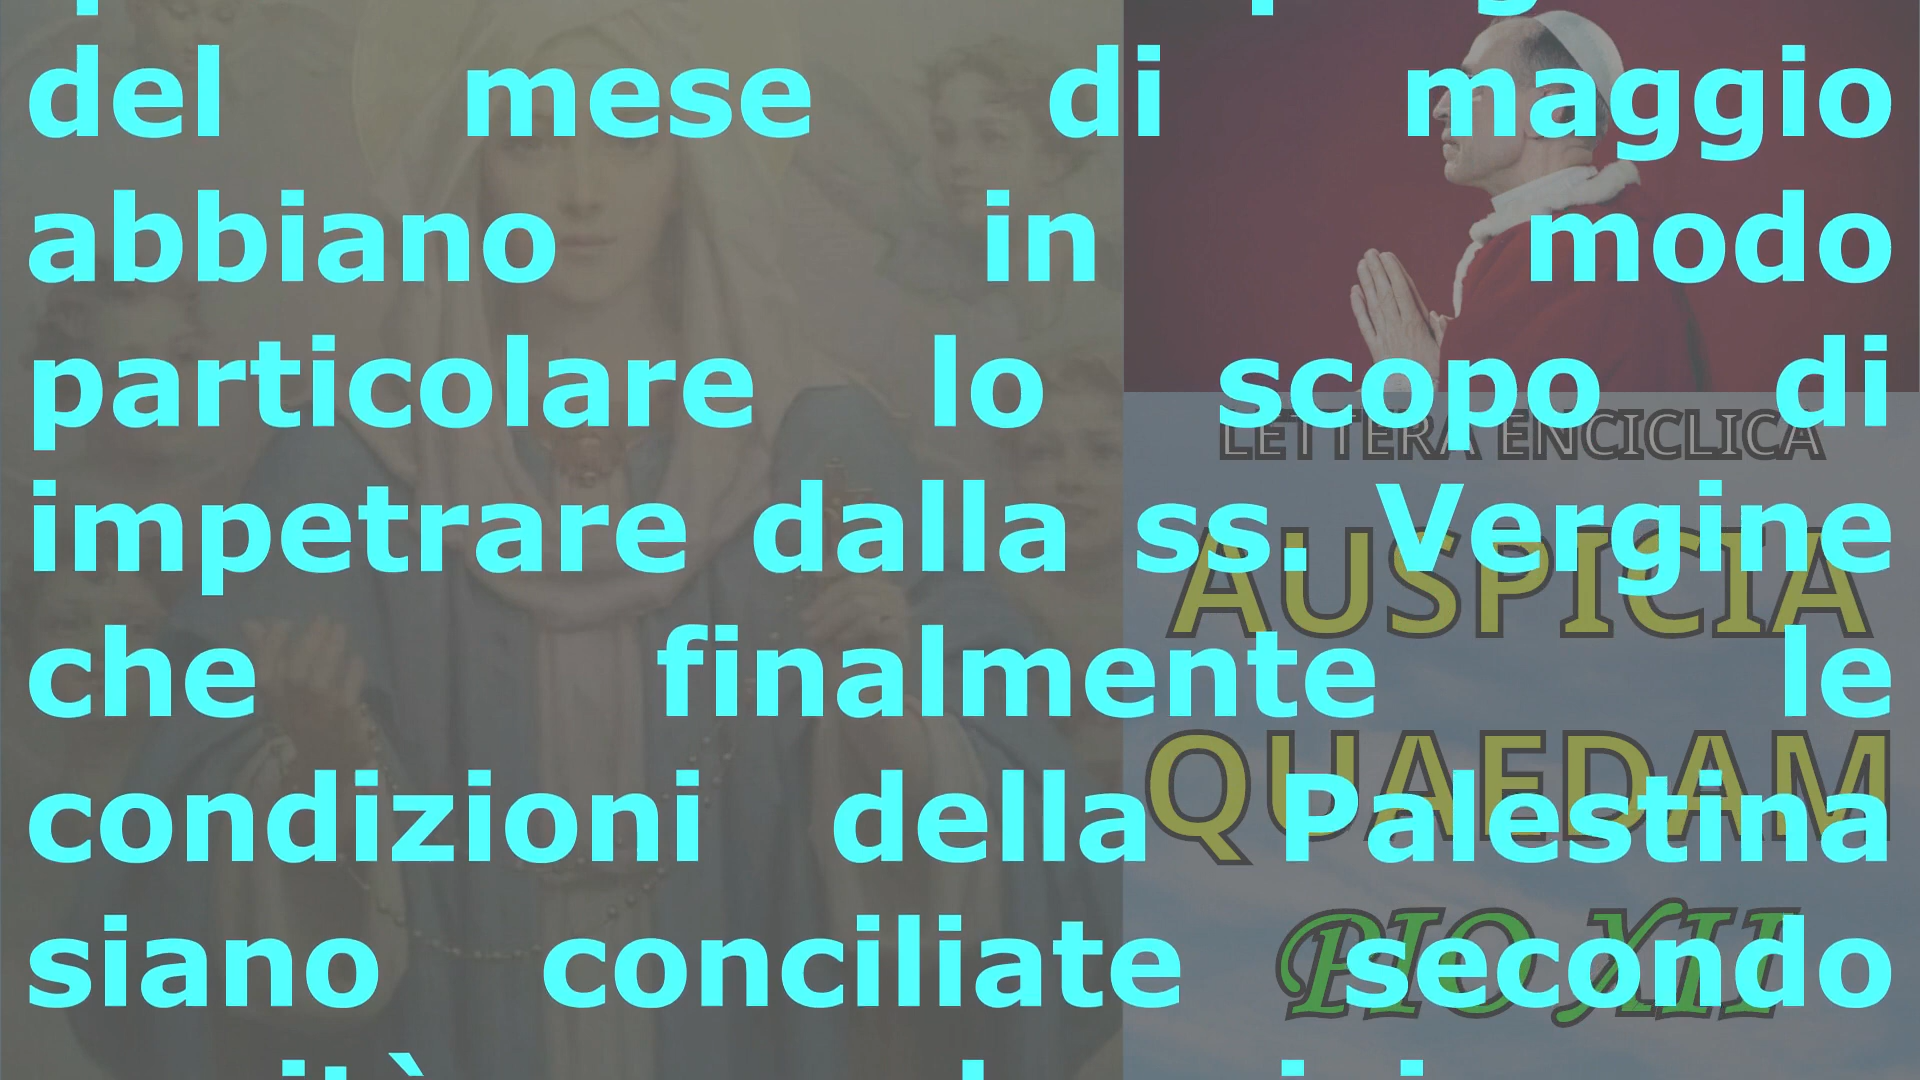 del mese di maggio
abbiano in modo
particolare lo scopo di
impetrare dalla ss. Vergine
che finalmente le
condizioni della Palestina
siano conciliate secondo
LETTERA ENCICLICA
AUSPICIA
QUAEDAM
PIO XII